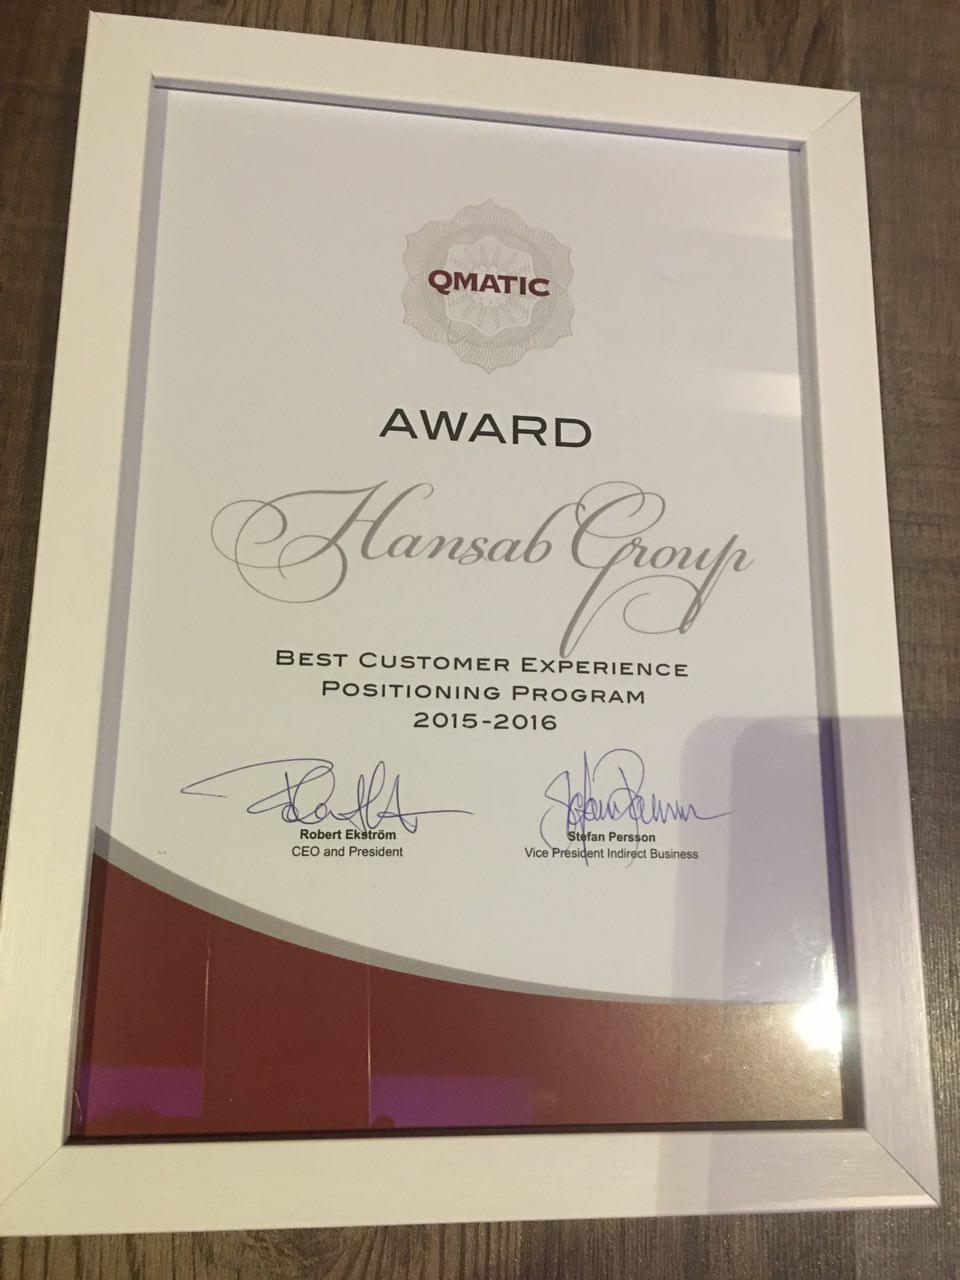 QMATIC
AWARD
Hansab Group
BEST CUSTOMER EXPERIENCE
POSITIONING PROGRAM
2015-2016
Robert Ekström
CEO and President
Stefan Persson
Vice President Indirect Business